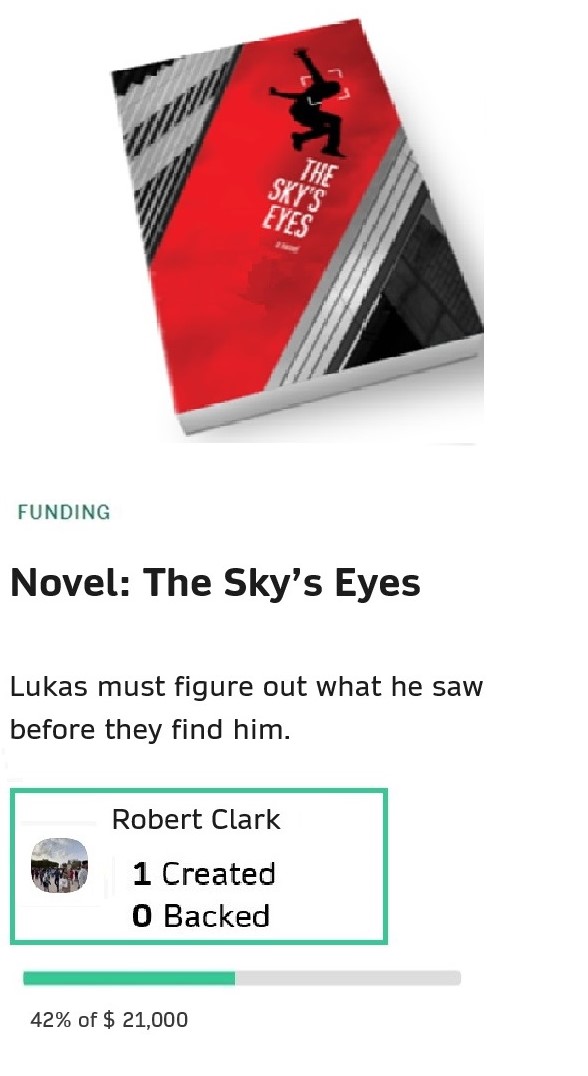 THE
SKY'S
EYES
a novel
FUNDING
Novel: The Sky’s Eyes
Lukas must figure out what he saw
before they find him.
Robert Clark
1 Created
0 Backed
42% of $ 21,000